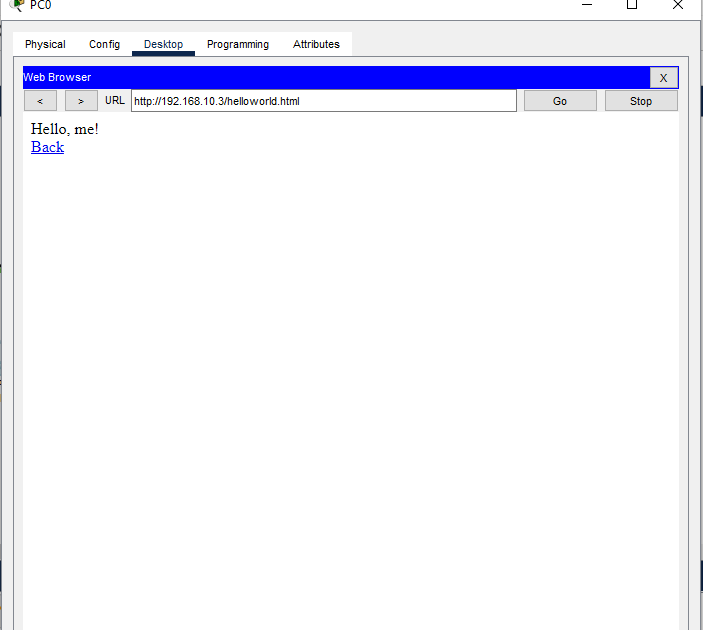 PC0
Physical Config Desktop Programming Attributes
Web Browser X
< > URL http://192.168.10.3/helloworld.html Go Stop
Hello, me!
Back